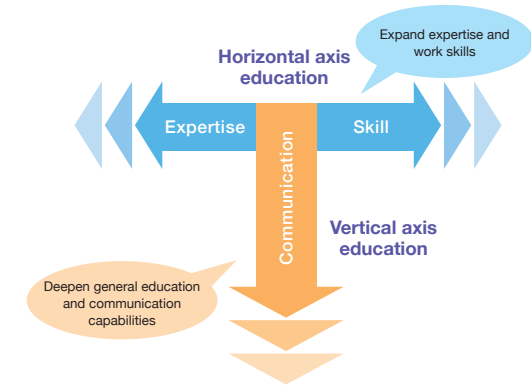 Expand expertise and
work skills
Horizontal axis
education
Expertise
Skill
Communication
Vertical axis
education
Deepen general education
and communication
capabilities